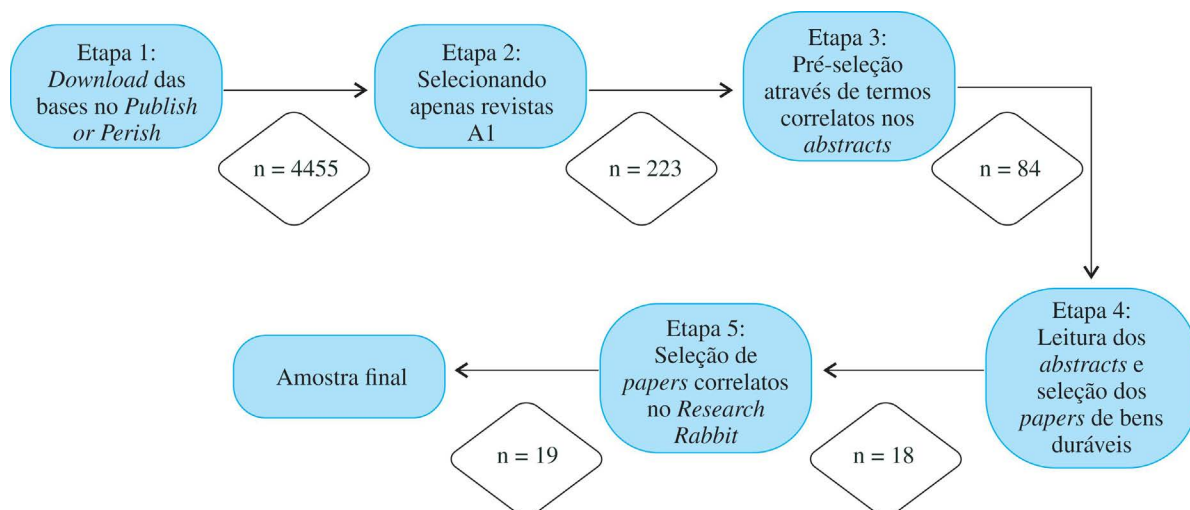 Etapa 1:
Download das
bases no Publish
or Perish
n = 4455
Etapa 2:
Selecionando
apenas revistas
A1
n = 223
Etapa 3:
Pré-seleção
através de termos
correlatos nos
abstracts
n = 84
Etapa 4:
Leitura dos
abstracts e
seleção dos
papers de bens
duráveis
n = 18
Etapa 5:
Seleção de
papers correlatos
no Research
Rabbit
n = 19
Amostra final